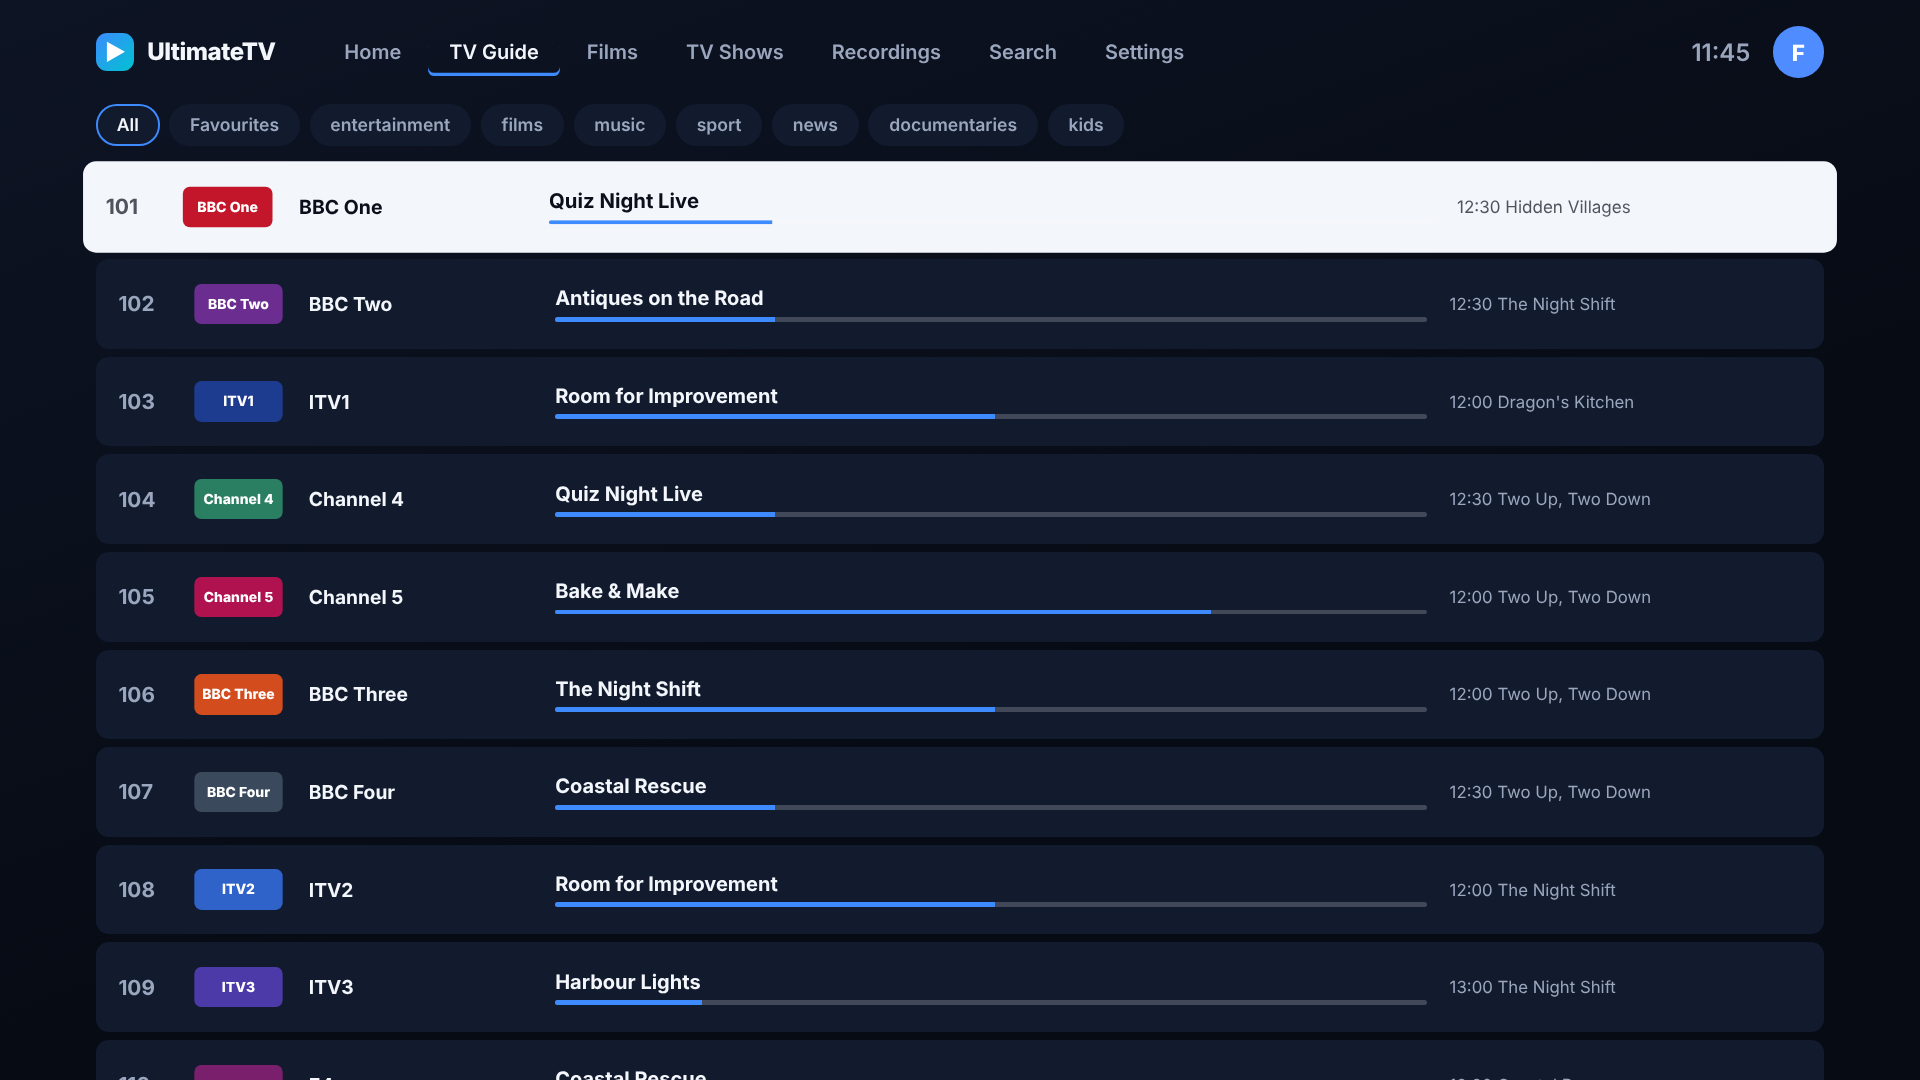 UltimateTV Home TV Guide Films TV Shows Recordings Search Settings 11:45 F
All Favourites entertainment films music sport news documentaries kids
101 BBC One BBC One Quiz Night Live 12:30 Hidden Villages
102 BBC Two BBC Two Antiques on the Road 12:30 The Night Shift
103 ITV1 ITV1 Room for Improvement 12:00 Dragon's Kitchen
104 Channel 4 Channel 4 Quiz Night Live 12:30 Two Up, Two Down
105 Channel 5 Channel 5 Bake & Make 12:00 Two Up, Two Down
106 BBC Three BBC Three The Night Shift 12:00 Two Up, Two Down
107 BBC Four BBC Four Coastal Rescue 12:30 Two Up, Two Down
108 ITV2 ITV2 Room for Improvement 12:00 The Night Shift
109 ITV3 ITV3 Harbour Lights 13:00 The Night Shift
Coastal Rescue